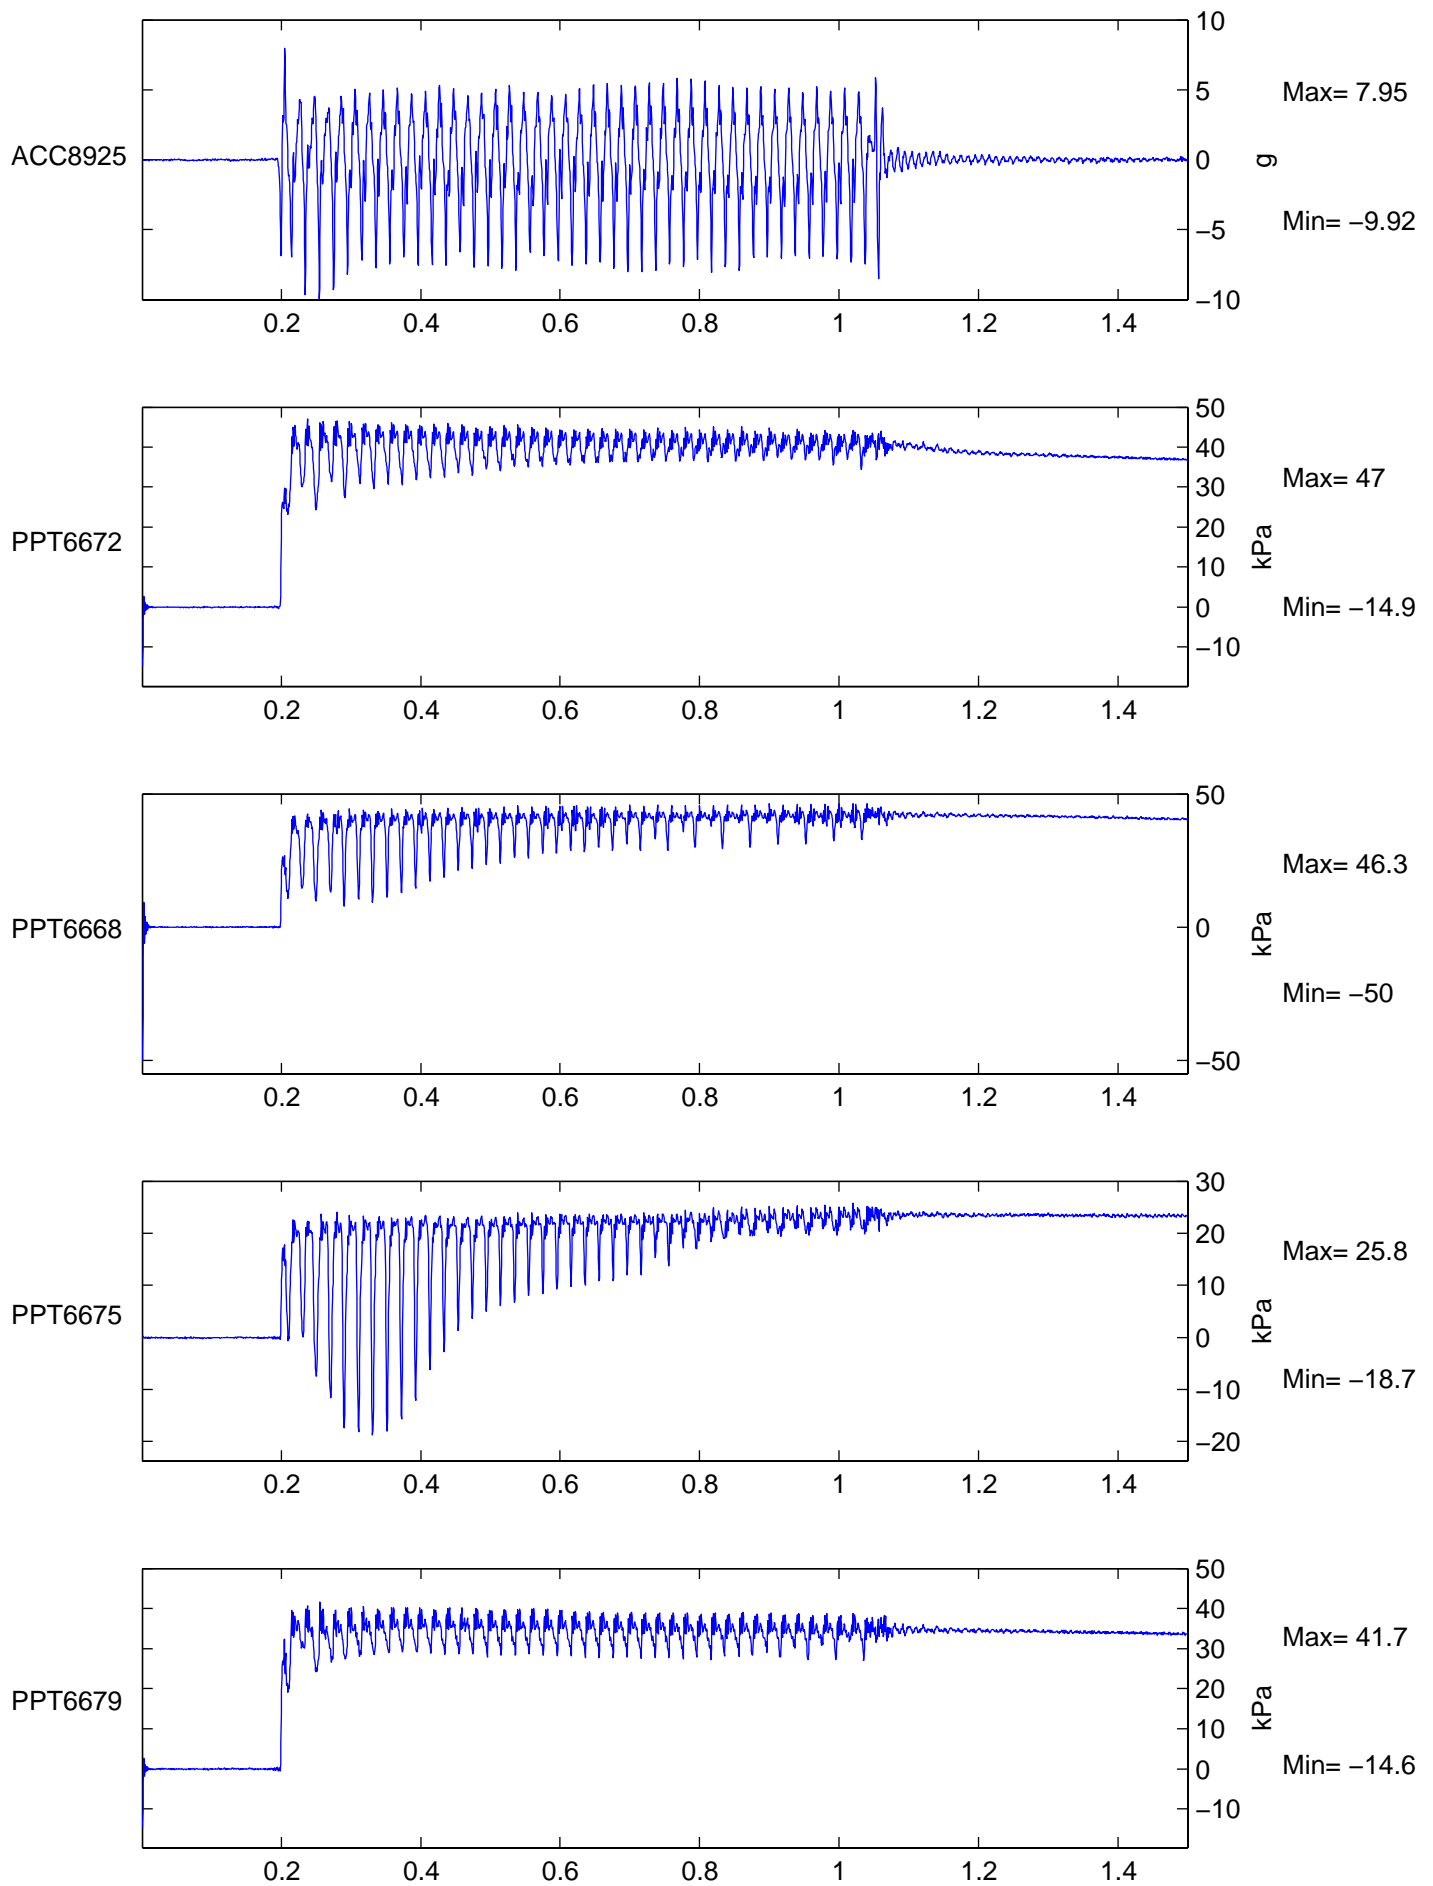 10
5
Max= 7.95
ACC8925
0
g
−5
Min= −9.92
−10
0.2 0.4 0.6 0.8 1 1.2 1.4
50
40
Max= 47
30
PPT6672
20
kPa
10
0
Min= −14.9
−10
0.2 0.4 0.6 0.8 1 1.2 1.4
50
Max= 46.3
PPT6668
0
kPa
Min= −50
−50
0.2 0.4 0.6 0.8 1 1.2 1.4
30
20
Max= 25.8
10
PPT6675
0
kPa
Min= −18.7
−10
−20
0.2 0.4 0.6 0.8 1 1.2 1.4
50
40
Max= 41.7
30
PPT6679
20
kPa
10
0
Min= −14.6
−10
0.2 0.4 0.6 0.8 1 1.2 1.4